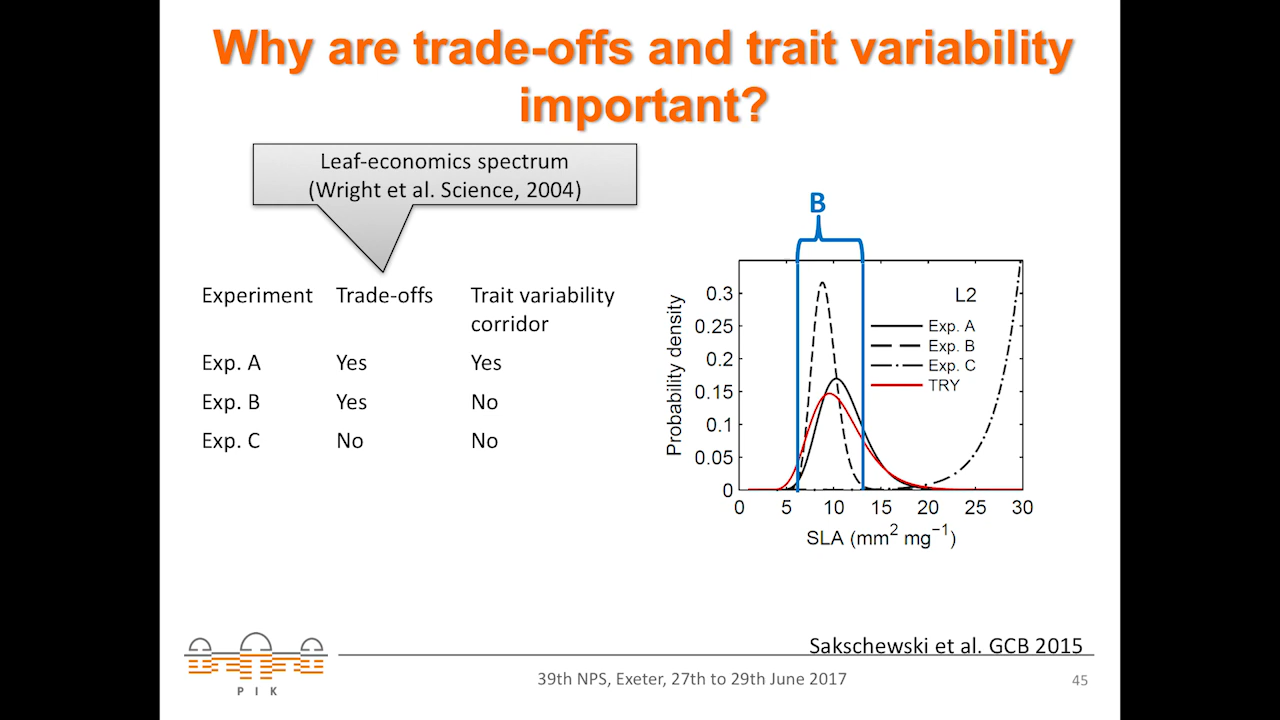 Why are trade-offs and trait variability
important?
Leaf-economics spectrum
(Wright et al. Science, 2004)
Experiment Trade-offs Trait variability
corridor
Exp. A Yes Yes
Exp. B Yes No
Exp. C No No
B
L2
Exp. A
Exp. B
Exp. C
TRY
Probability density
0.3
0.25
0.2
0.15
0.1
0.05
0
0 5 10 15 20 25 30
SLA (mm² mg⁻¹)
Sakschewski et al. GCB 2015
PIK
39th NPS, Exeter, 27th to 29th June 2017
45